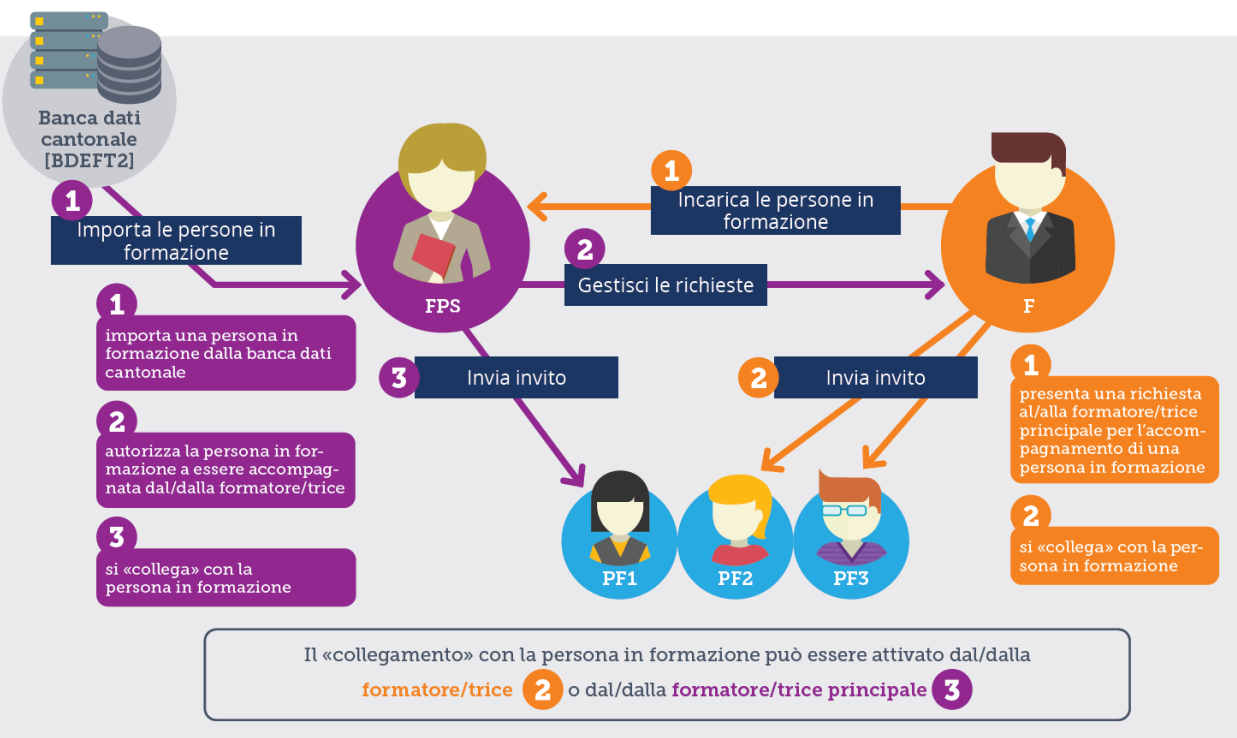 Banca dati
cantonale
[BDEFT2]
1
Importa le persone in
formazione
1
Incarica le persone in
formazione
2
Gestisci le richieste
FPS
F
3
Invia invito
2
Invia invito
1
importa una persona in
formazione dalla banca dati
cantonale
2
autorizza la persona in for-
mazione a essere accompag-
nata dal/dalla formatore/trice
3
si «collega» con la
persona in formazione
1
presenta una richiesta
al/alla formatore/trice
principale per l'accom-
pagnamento di una
persona in formazione
2
si «collega» con la per-
sona in formazione
PF1
PF2
PF3
Il «collegamento» con la persona in formazione può essere attivato dal/dalla
formatore/trice 2 o dal/dalla formatore/trice principale 3